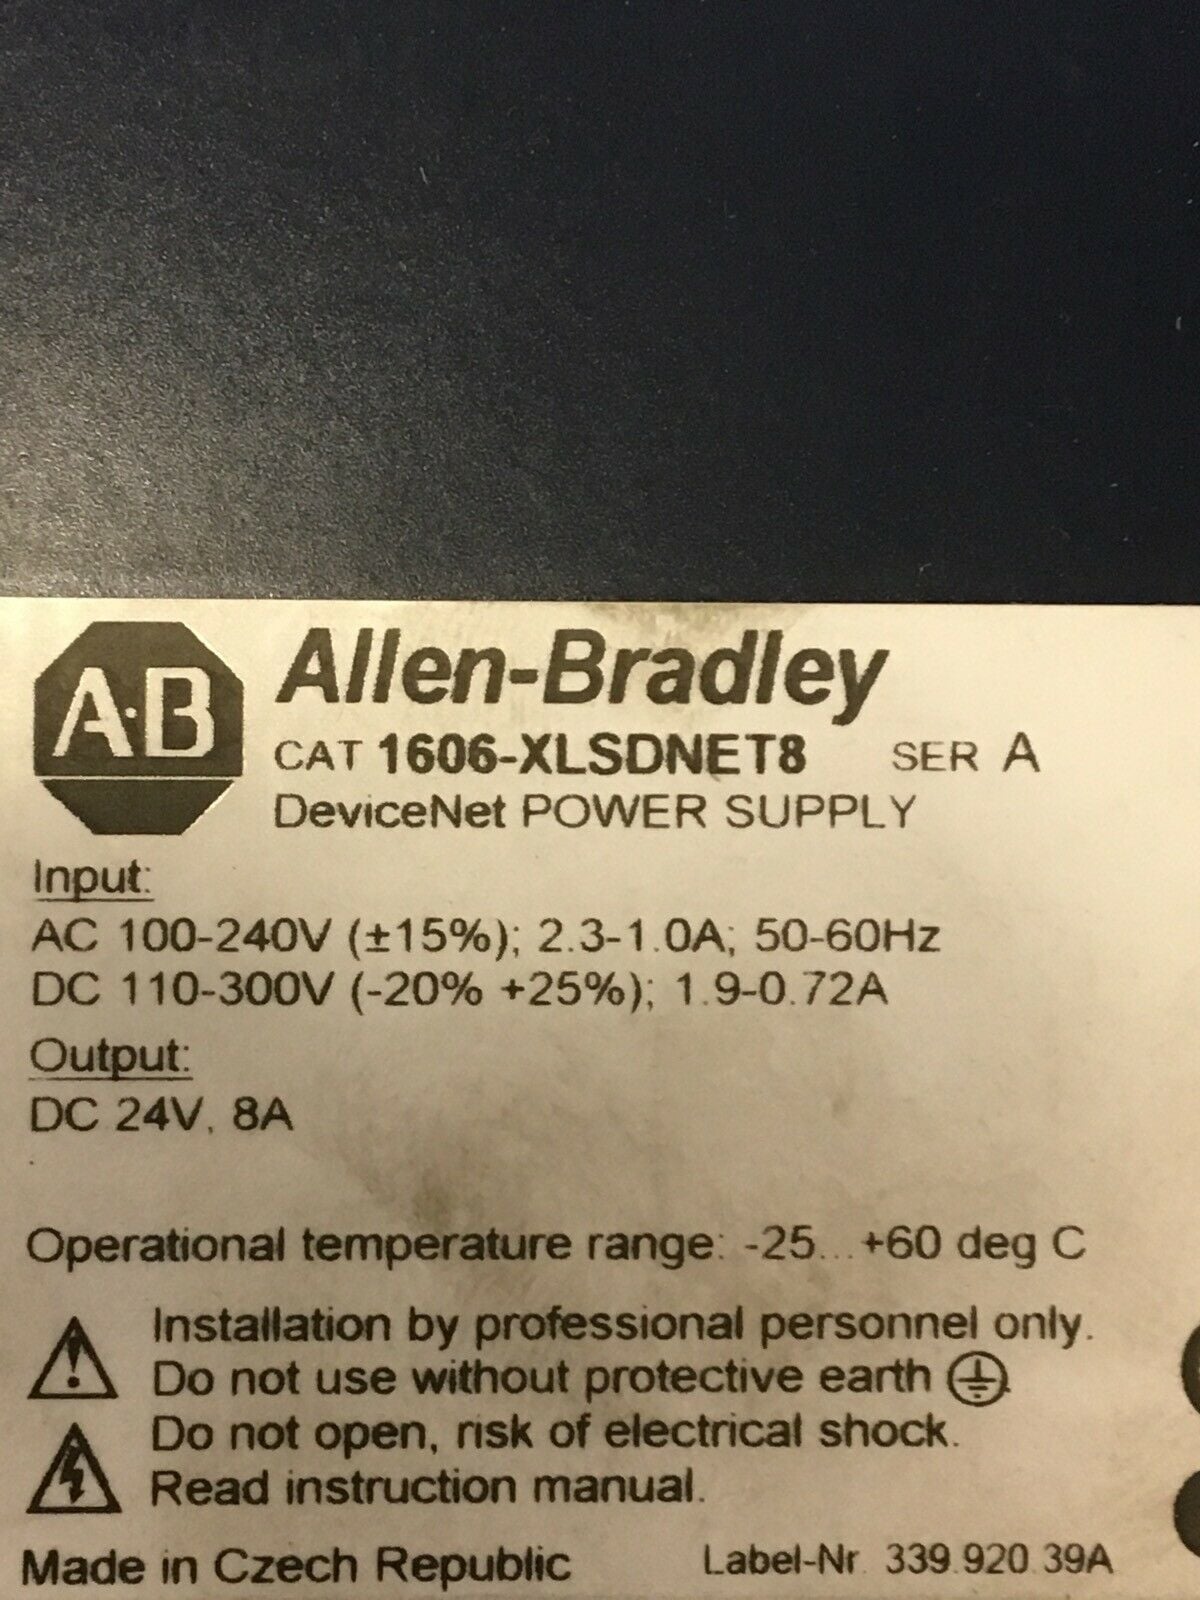 A·B Allen-Bradley
CAT 1606-XLSDNET8 SER A
DeviceNet POWER SUPPLY
Input:
AC 100-240V (±15%); 2.3-1.0A; 50-60Hz
DC 110-300V (-20% +25%); 1.9-0.72A
Output:
DC 24V, 8A
Operational temperature range: -25...+60 deg C
Installation by professional personnel only.
Do not use without protective earth
Do not open, risk of electrical shock.
Read instruction manual.
Made in Czech Republic Label-Nr. 339.920.39A